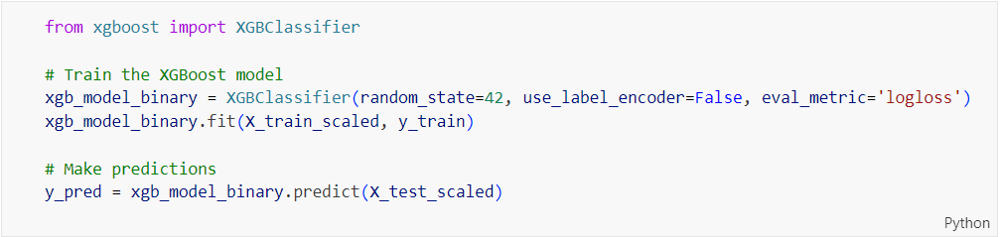 from xgboost import XGBClassifier
# Train the XGBoost model
xgb_model_binary = XGBClassifier(random_state=42, use_label_encoder=False, eval_metric='logloss')
xgb_model_binary.fit(X_train_scaled, y_train)
# Make predictions
y_pred = xgb_model_binary.predict(X_test_scaled)
Python